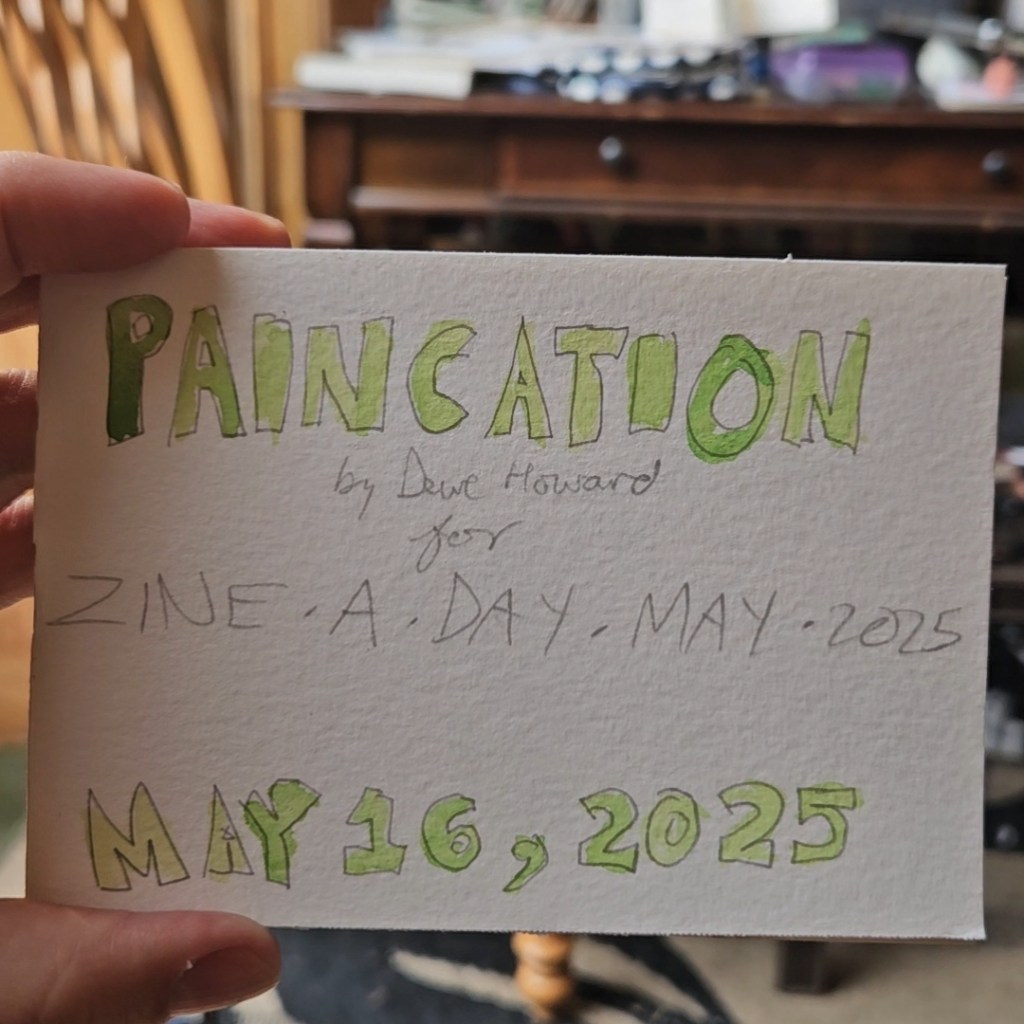 PAINCATION
by Dave Howard
for
ZINE·A·DAY·MAY·2025
MAY 16, 2025